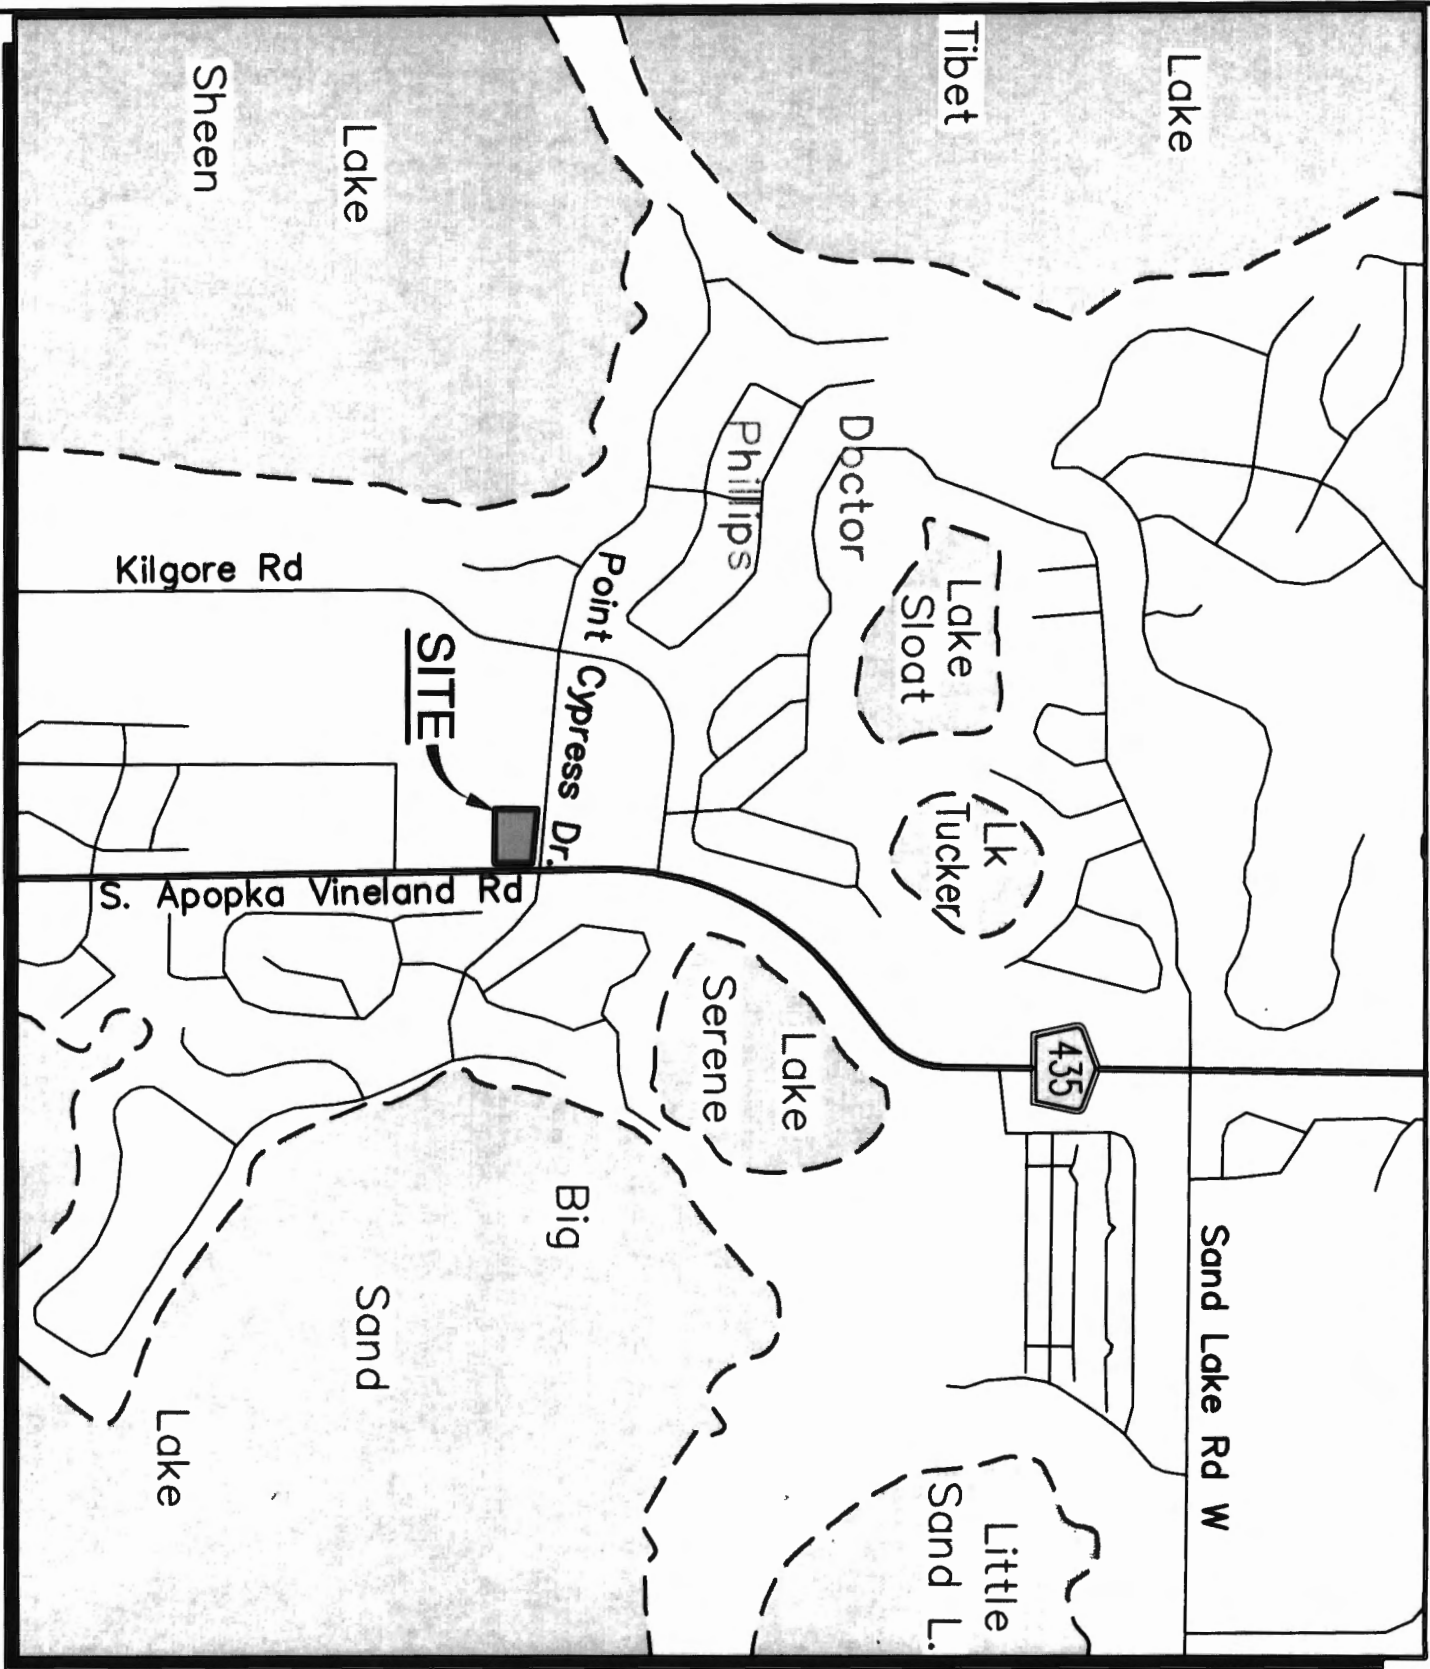 Lake
Tibet
Lake
Sheen
Doctor
Phillips
Lake
Sloat
Lk
Tucker
Point Cypress Dr.
Kilgore Rd
SITE
S. Apopka Vineland Rd
435
Lake
Serene
Sand Lake Rd W
Big
Sand
Lake
Little
Sand L.